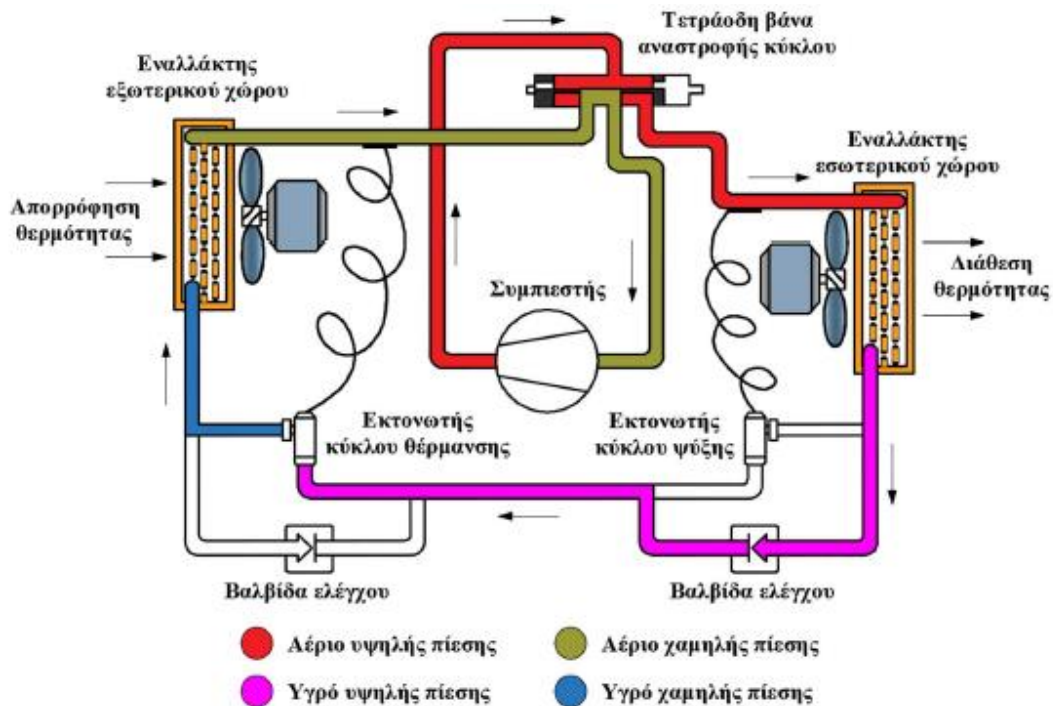 Τετράοδη βάνα
αναστροφής κύκλου
Εναλλάκτης
εξωτερικού χώρου
Εναλλάκτης
εσωτερικού χώρου
Απορρόφηση
θερμότητας
Διάθεση
θερμότητας
Συμπιεστής
Εκτονωτής
κύκλου θέρμανσης
Εκτονωτής
κύκλου ψύξης
Βαλβίδα ελέγχου
Βαλβίδα ελέγχου
Αέριο υψηλής πίεσης
Αέριο χαμηλής πίεσης
Υγρό υψηλής πίεσης
Υγρό χαμηλής πίεσης